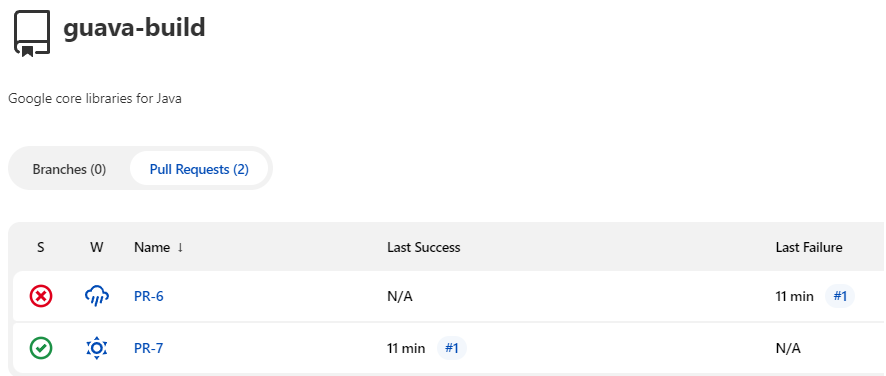 guava-build
Google core libraries for Java
Branches (0) Pull Requests (2)
S W Name ↓ Last Success Last Failure
PR-6 N/A 11 min #1
PR-7 11 min #1 N/A